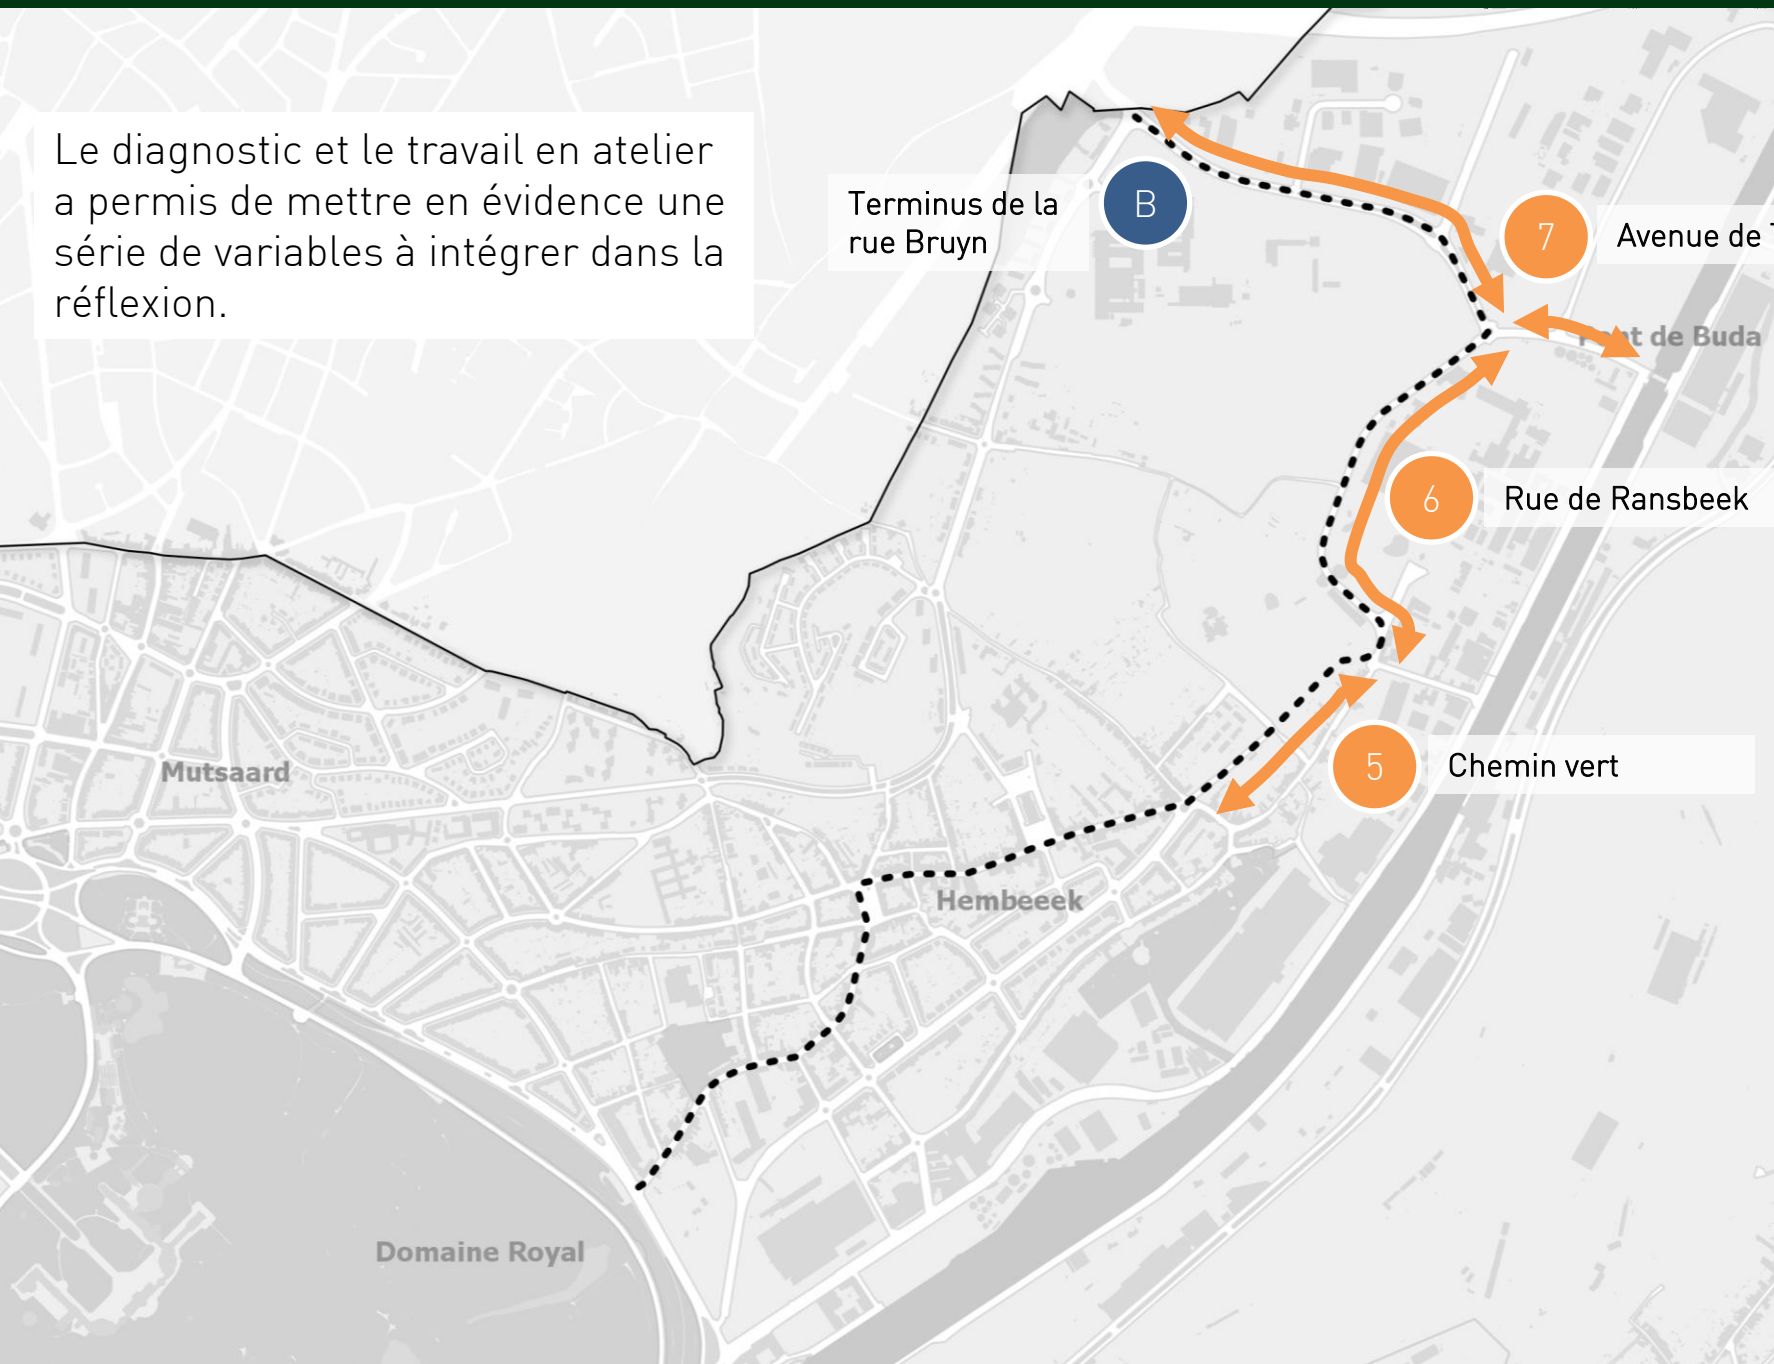 Le diagnostic et le travail en atelier
a permis de mettre en évidence une
série de variables à intégrer dans la
réflexion.
Terminus de la
rue Bruyn
B
7
Avenue de
Pont de Buda
6
Rue de Ransbeek
5
Chemin vert
Mutsaard
Hembeeek
Domaine Royal